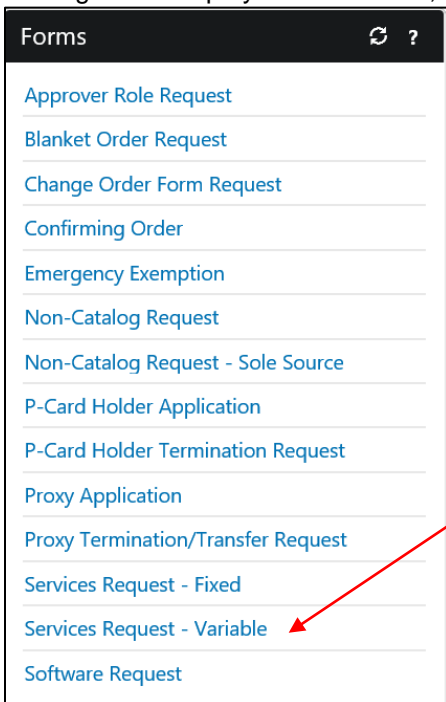 Forms ?
Approver Role Request
Blanket Order Request
Change Order Form Request
Confirming Order
Emergency Exemption
Non-Catalog Request
Non-Catalog Request - Sole Source
P-Card Holder Application
P-Card Holder Termination Request
Proxy Application
Proxy Termination/Transfer Request
Services Request - Fixed
Services Request - Variable
Software Request